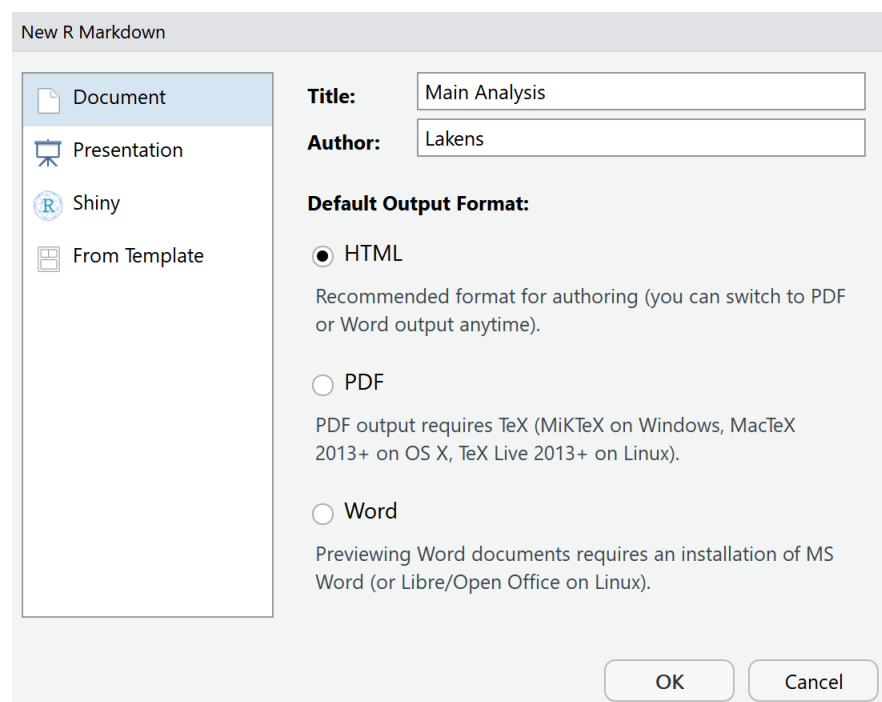 New R Markdown
Document
Presentation
R Shiny
From Template
Title: Main Analysis
Author: Lakens
Default Output Format:
HTML
Recommended format for authoring (you can switch to PDF
or Word output anytime).
PDF
PDF output requires TeX (MiKTeX on Windows, MacTeX
2013+ on OS X, TeX Live 2013+ on Linux).
Word
Previewing Word documents requires an installation of MS
Word (or Libre/Open Office on Linux).
OK Cancel